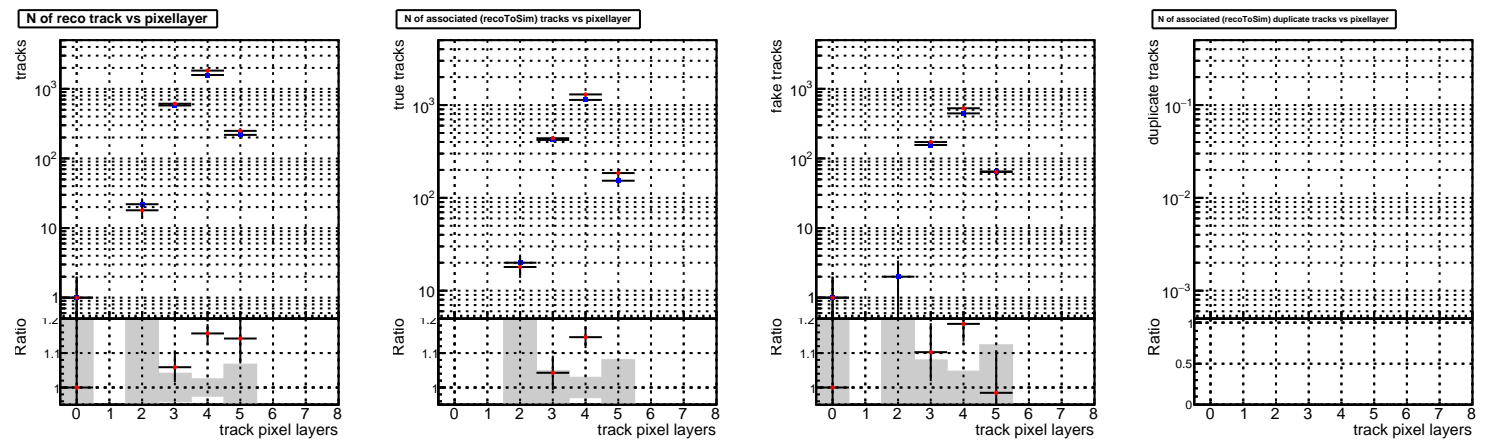 N of reco track vs pixellayer
tracks
10³
10²
10
1
Ratio
1.2
1.1
1
0 1 2 3 4 5 6 7 8
track pixel layers
N of associated (recoToSim) tracks vs pixellayer
true tracks
10³
10²
10
Ratio
1.2
1.1
1
0 1 2 3 4 5 6 7 8
track pixel layers
fake tracks
10³
10²
10
1
Ratio
1.2
1.1
1
0 1 2 3 4 5 6 7 8
track pixel layers
N of associated (recoToSim) duplicate tracks vs pixellayer
duplicate tracks
10⁻¹
10⁻²
10⁻³
Ratio
1
0.5
0
0 1 2 3 4 5 6 7 8
track pixel layers